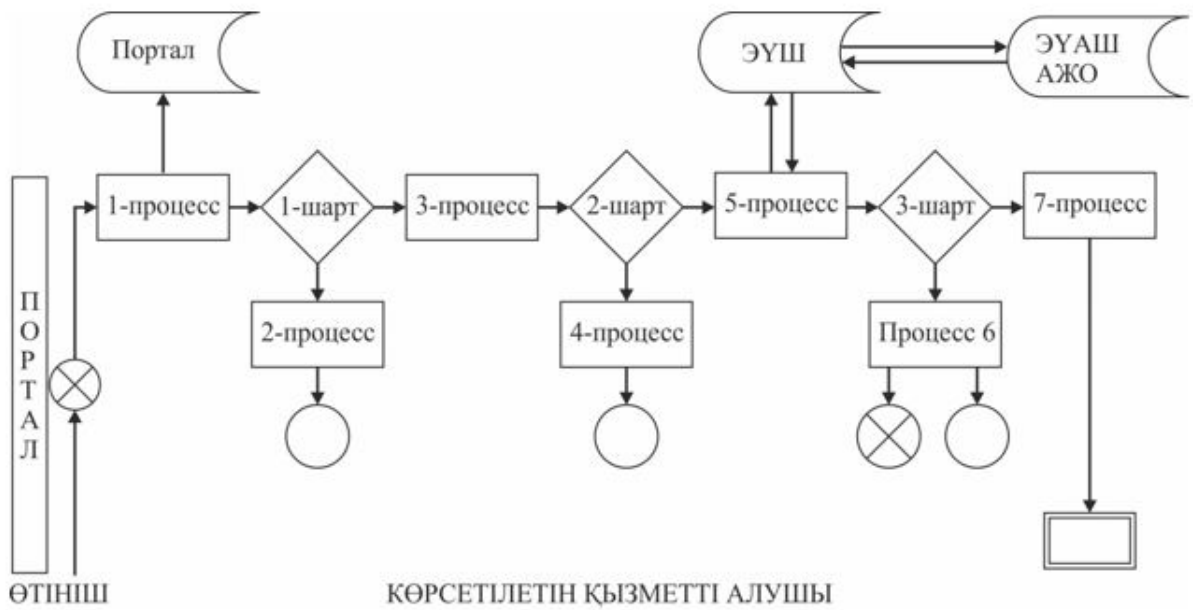 Портал
ЭҮШ
ЭҮАШ
АЖО
1-процесс
1-шарт
3-процесс
2-шарт
5-процесс
3-шарт
7-процесс
ПОРТАЛ
2-процесс
4-процесс
Процесс 6
ӨТІНІШ
КӨРСЕТІЛЕТІН ҚЫЗМЕТТІ АЛУШЫ